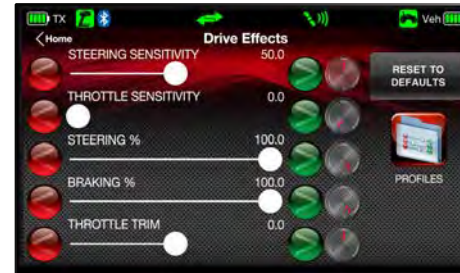 TX Veh
<Home Drive Effects
STEERING SENSITIVITY 50.0
RESET TO
DEFAULTS
THROTTLE SENSITIVITY 0.0
STEERING % 100.0
PROFILES
BRAKING % 100.0
THROTTLE TRIM 0.0